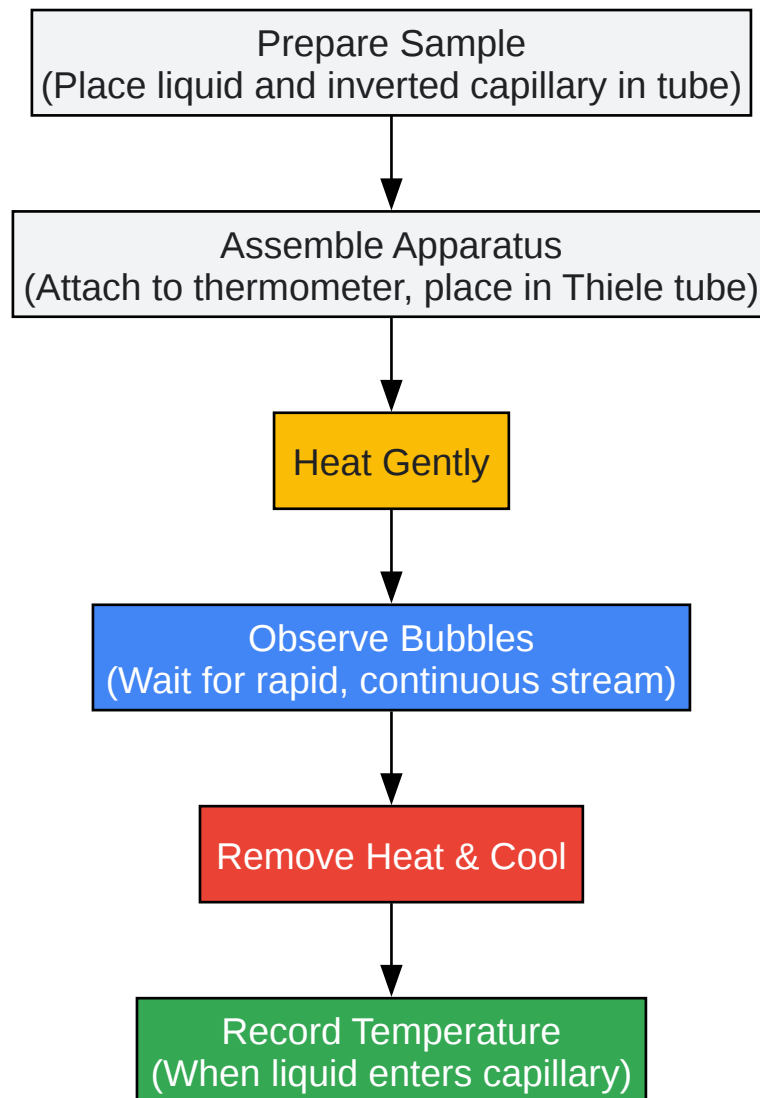 Prepare Sample
(Place liquid and inverted capillary in tube)
Assemble Apparatus
(Attach to thermometer, place in Thiele tube)
Heat Gently
Observe Bubbles
(Wait for rapid, continuous stream)
Remove Heat & Cool
Record Temperature
(When liquid enters capillary)